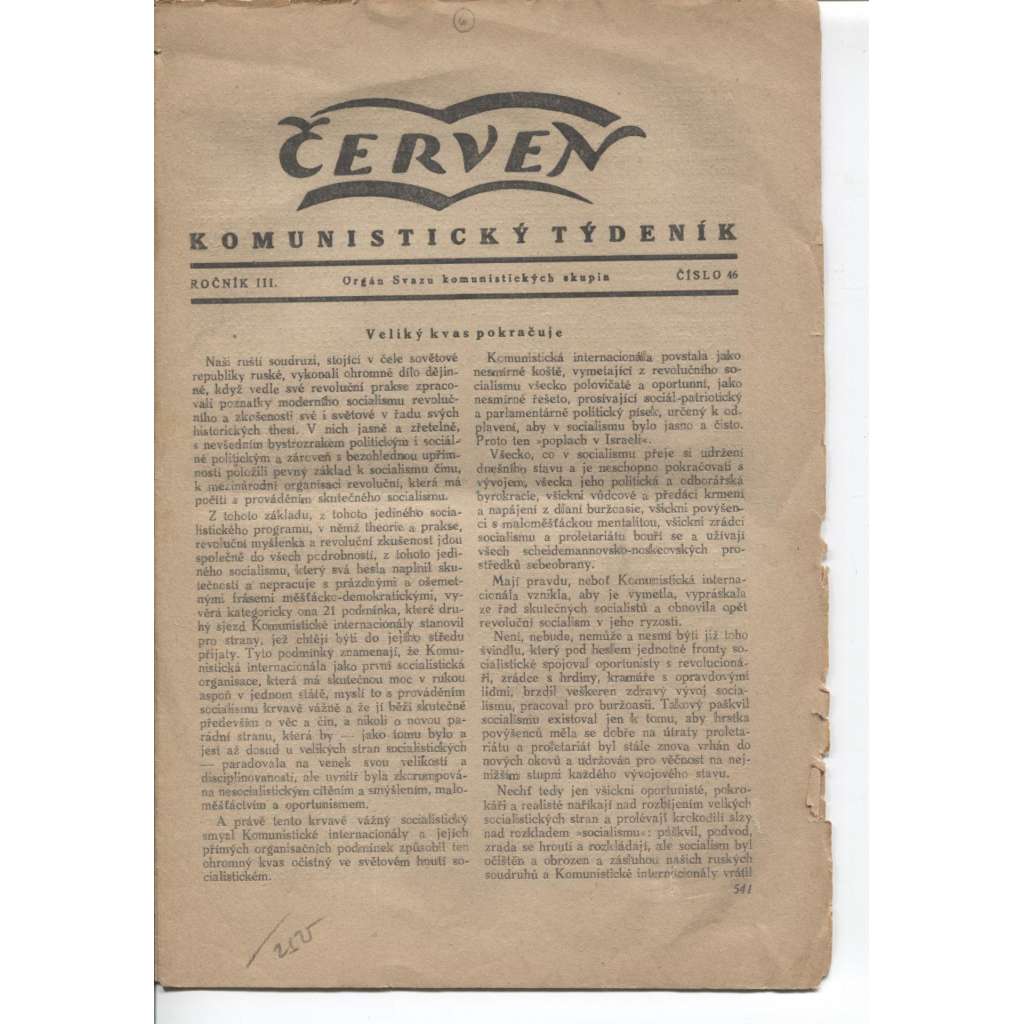 ČERVEN
KOMUNISTICKÝ TÝDENÍK
ROČNÍK III. Orgán Svazu komunistických skupin ČÍSLO 46
Veliký kvas pokračuje
Naši ruští soudruzi, stojící v čele sovětové
republiky ruské, vykonali ohromné dílo dějin-
né, když vedle své revoluční prakse zpraco-
vali poznatky moderního socialismu revoluč-
ního a zkušenosti své i světové v řadu svých
historických thesí. V nich jasně a zřetelně,
s nevšedním bystrozrakem politickým i sociál-
ně politickým a zároveň s bezohlednou upřím-
ností položili pevný základ k socialismu činu,
k mezinárodní organisaci revoluční, která má
počíti s prováděním skutečného socialismu.
Z tohoto základu, z tohoto jediného socia-
listického programu, v němž theorie a prakse,
revoluční myšlenka a revoluční zkušenost jdou
společně do všech podrobností, z tohoto jedi-
ného socialismu, který svá hesla naplnil sku-
tečností a nepracuje s prázdnými a ošemet-
nými frásemi měšťácko-demokratickými, vy-
věrá kategoricky ona 21 podmínka, které dru-
hý sjezd Komunistické internacionály stanovil
pro strany, jež chtějí býti do jejího středu
přijaty. Tyto podmínky znamenají, že Komu-
nistická internacionála jako první socialistická
organisace, která má skutečnou moc v rukou
aspoň v jednom státě, myslí to s prováděním
socialismu krvavě vážně a že jí běží skutečně
především o věc a čin, a nikoli o novou pa-
rádní stranu, která by — jako tomu bylo a
jest až dosud u velikých stran socialistických
— paradovala na venek svou velikostí a
disciplinovaností, ale uvnitř byla zkorumpová-
na nesocialistickým cítěním a smýšlením, malo-
měšťáctvím a oportunismem.
A právě tento krvavě vážný socialistický
smysl Komunistické internacionály a jejích
přímých organisačních podmínek způsobil ten
ohromný kvas očistný ve světovém hnutí so-
cialistickém.
Komunistická internacionála povstala jako
nesmírné koště, vymetající z revolučního so-
cialismu všecko polovičaté a oportunní, jako
nesmírné řešeto, prosívající sociál-patriotický
a parlamentárně politický písek, určený k od-
plavení, aby v socialismu bylo jasno a čisto.
Proto ten »poplach v Israeli«.
Všecko, co v socialismu přeje si udržení
dnešního stavu a je neschopno pokračovati s
vývojem, všecka jeho politická a odborářská
byrokracie, všickni vůdcové a předáci krmení
a napájení z dlaní buržoasie, všickni povýšen-
ci s maloměšťáckou mentalitou, všickni zrádci
socialismu a proletariátu bouří se a užívají
všech scheidemannovsko-noskeovských pro-
středků sebeobrany.
Mají pravdu, neboť Komunistická interna-
cionála vznikla, aby je vymetla, vypráskala
ze řad skutečných socialistů a obnovila opět
revoluční socialism v jeho ryzosti.
Není, nebude, nemůže a nesmí býti již toho
švindlu, který pod heslem jednotné fronty so-
cialistické spojoval oportunisty s revolucioná-
ři, zrádce s hrdiny, kramáře s opravdovými
lidmi, brzdil veškeren zdravý vývoj socia-
lismu, pracoval pro buržoasii. Takový paškvil
socialismu existoval jen k tomu, aby hrstka
povýšenců měla se dobře na útraty proleta-
riátu a proletariát byl stále znova vrhán do
nových okovů a udržován pro věčnost na nej-
nižším stupni každého vývojového stavu.
Nechť tedy jen všickni oportunisté, pokro-
káři a realisté naříkají nad rozbíjením velkých
socialistických stran a prolévají krokodilí slzy
nad rozkladem »socialismu«: paškvil, podvod,
zrada se hroutí a rozkládají, ale socialism byl
očištěn a obrozen a zásluhou našich ruských
soudruhů a Komunistické internacionály vrátil
541